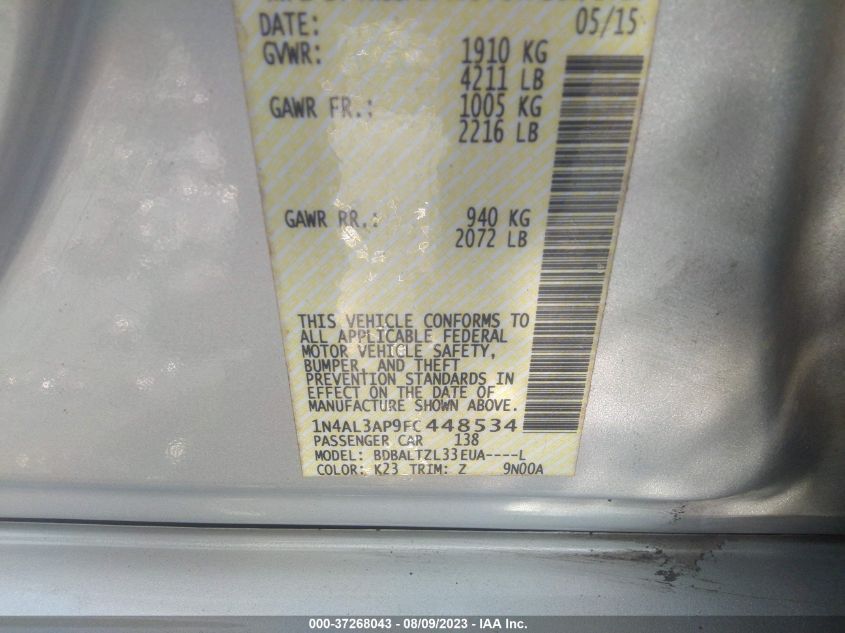 DATE: 05/15
GVWR: 1910 KG
4211 LB
GAWR FR.: 1005 KG
2216 LB
GAWR RR.: 940 KG
2072 LB
THIS VEHICLE CONFORMS TO
ALL APPLICABLE FEDERAL
MOTOR VEHICLE SAFETY,
BUMPER, AND THEFT
PREVENTION STANDARDS IN
EFFECT ON THE DATE OF
MANUFACTURE SHOWN ABOVE.
1N4AL3AP9FC448534
PASSENGER CAR 138
MODEL: BDBALTZL33EUA----L
COLOR: K23 TRIM: Z 9N00A
000-37268043 - 08/09/2023 - IAA Inc.